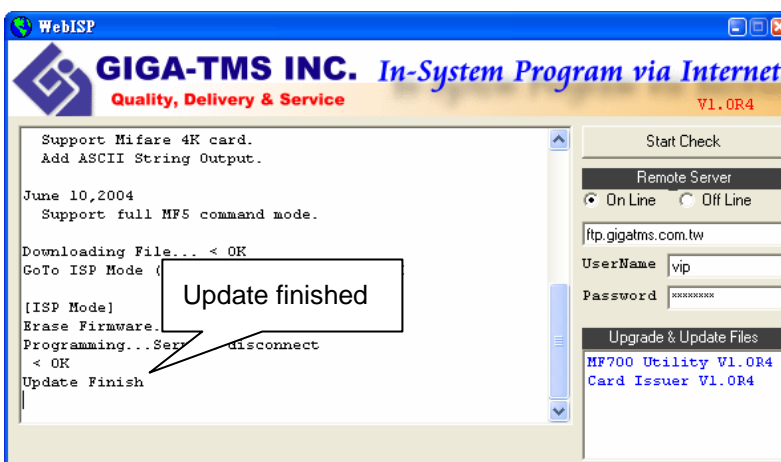 WebISP
GIGA-TMS INC.
Quality, Delivery & Service
In-System Program via Internet
V1.0R4
Support Mifare 4K card.
Add ASCII String Output.
June 10,2004
Support full MF5 command mode.
Downloading File... < OK
GoTo ISP Mode (
[ISP Mode]
Erase Firmware.
Programming...Ser disconnect
< OK
Update Finish
Update finished
Start Check
Remote Server
On Line
Off Line
ftp.gigatms.com.tw
UserName
vip
Password
xxxxxxxx
Upgrade & Update Files
MF700 Utility V1.0R4
Card Issuer V1.0R4